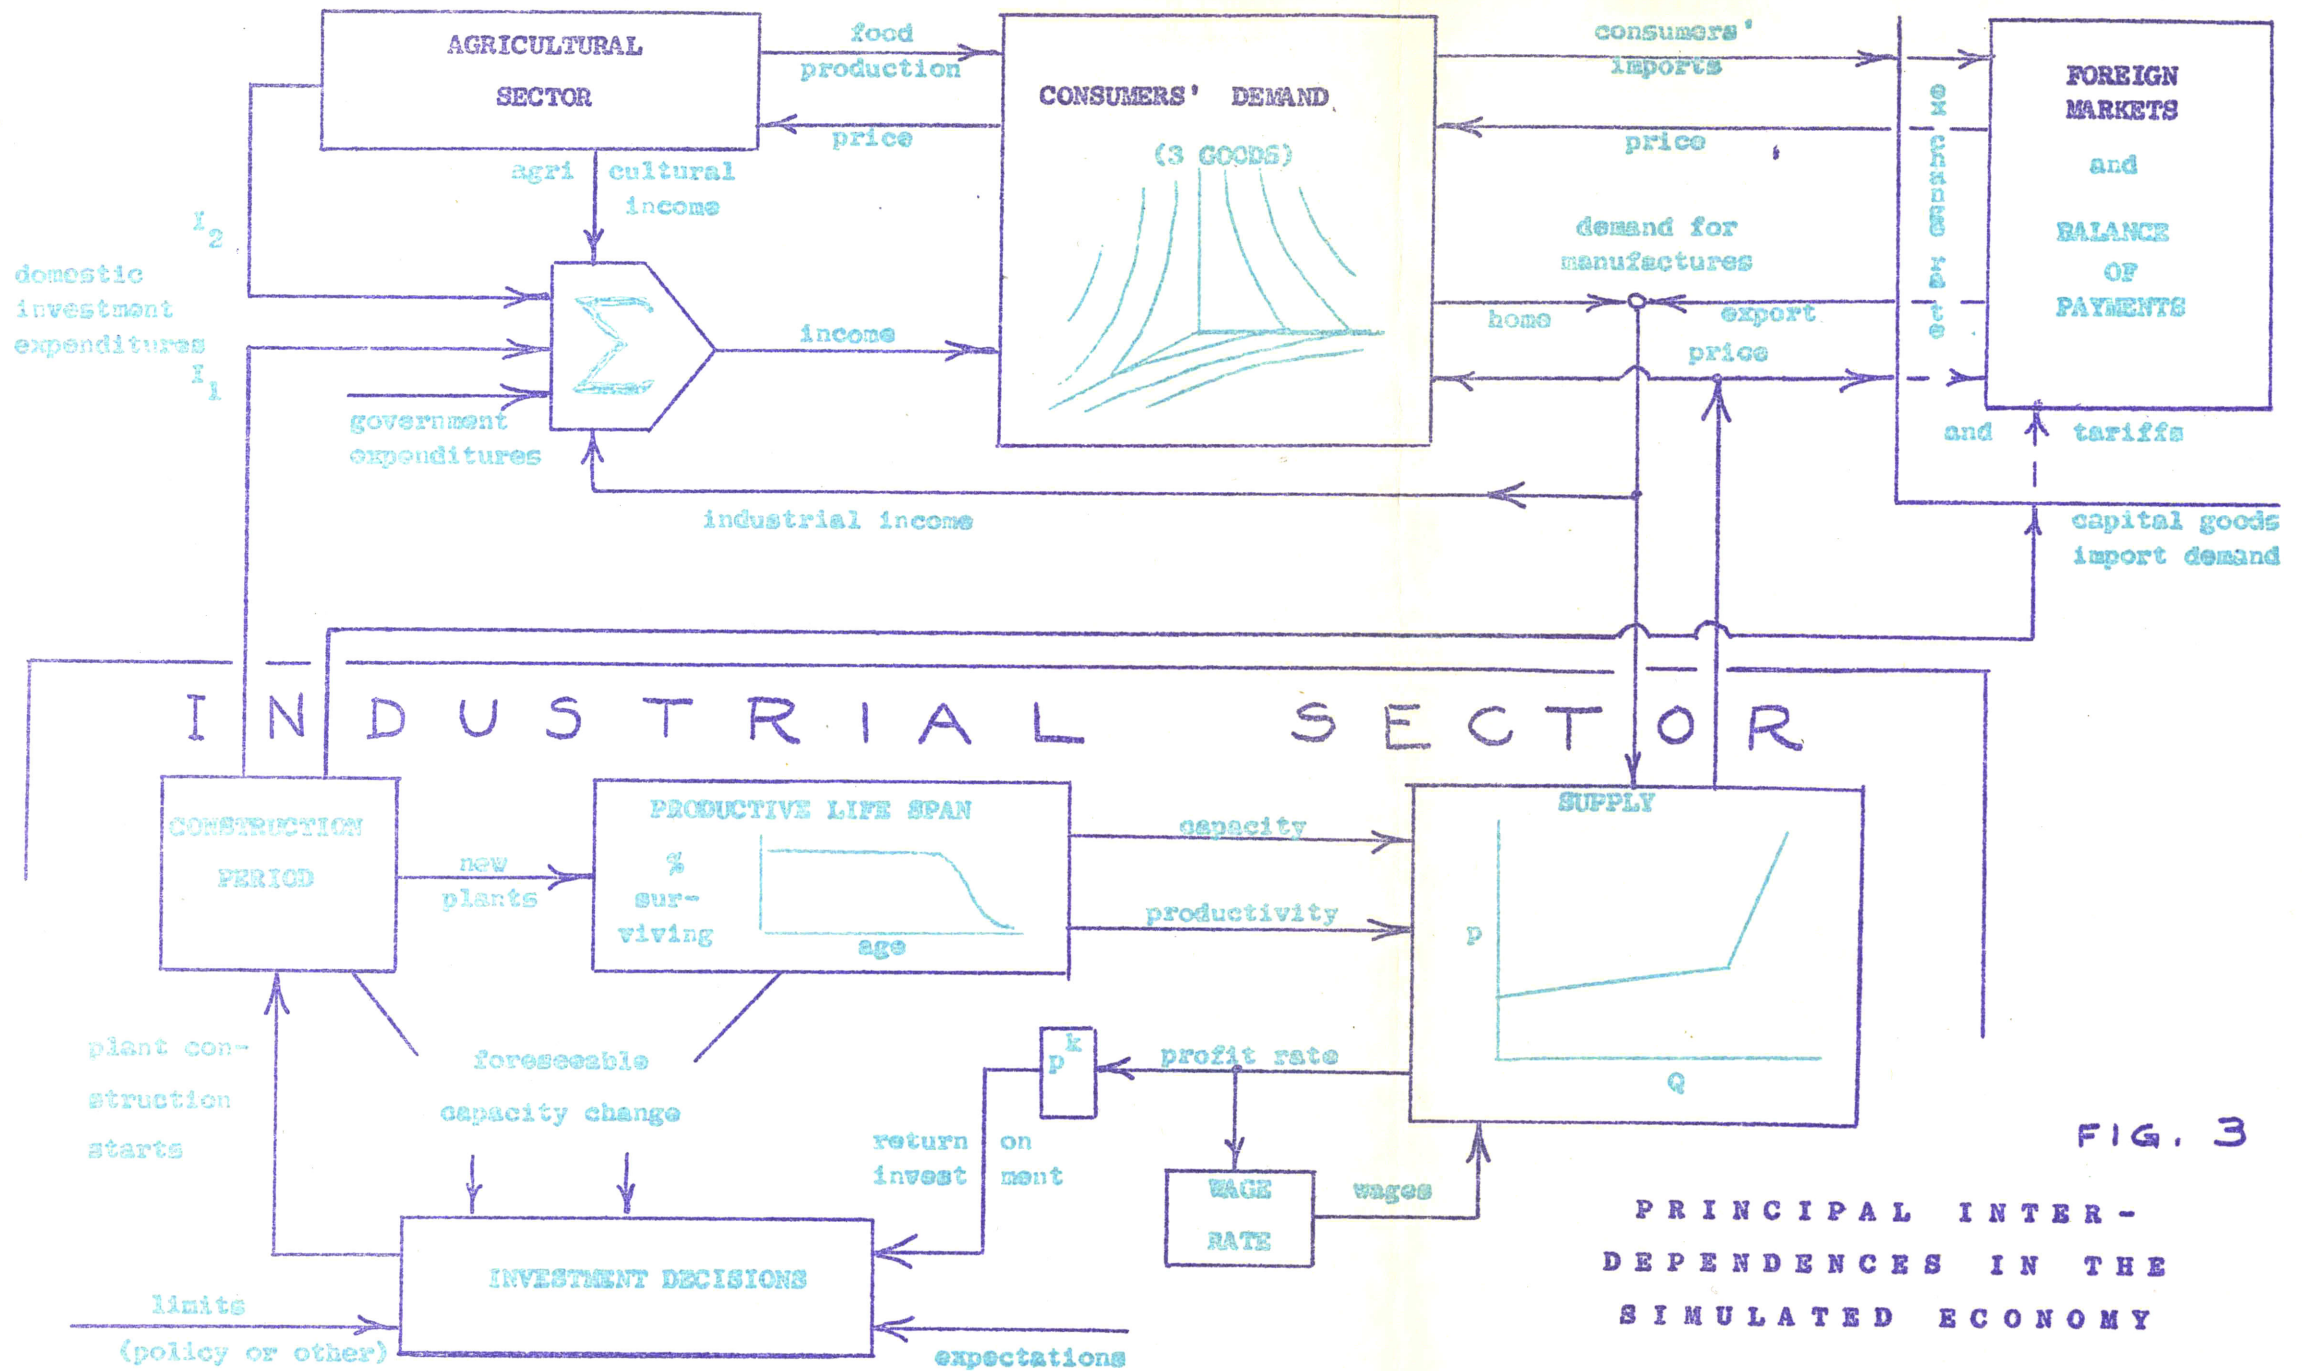 AGRICULTURAL
SECTOR
food
production
price
agri cultural
income
I2
domestic
investment
expenditures
I1
government
expenditures
Σ
income
CONSUMERS' DEMAND
(3 GOODS)
consumers'
imports
price
demand for
manufactures
home
export
price
exchange rate
and tariffs
FOREIGN
MARKETS
and
BALANCE
OF
PAYMENTS
industrial income
capital goods
import demand
INDUSTRIAL SECTOR
CONSTRUCTION
PERIOD
new
plants
PRODUCTIVE LIFE SPAN
%
sur-
viving
age
capacity
productivity
SUPPLY
p
Q
plant con-
struction
starts
foreseeable
capacity change
pk
profit rate
return on
invest ment
WAGE
RATE
wages
INVESTMENT DECISIONS
limits
(policy or other)
expectations
FIG. 3
PRINCIPAL INTER-
DEPENDENCES IN THE
SIMULATED ECONOMY